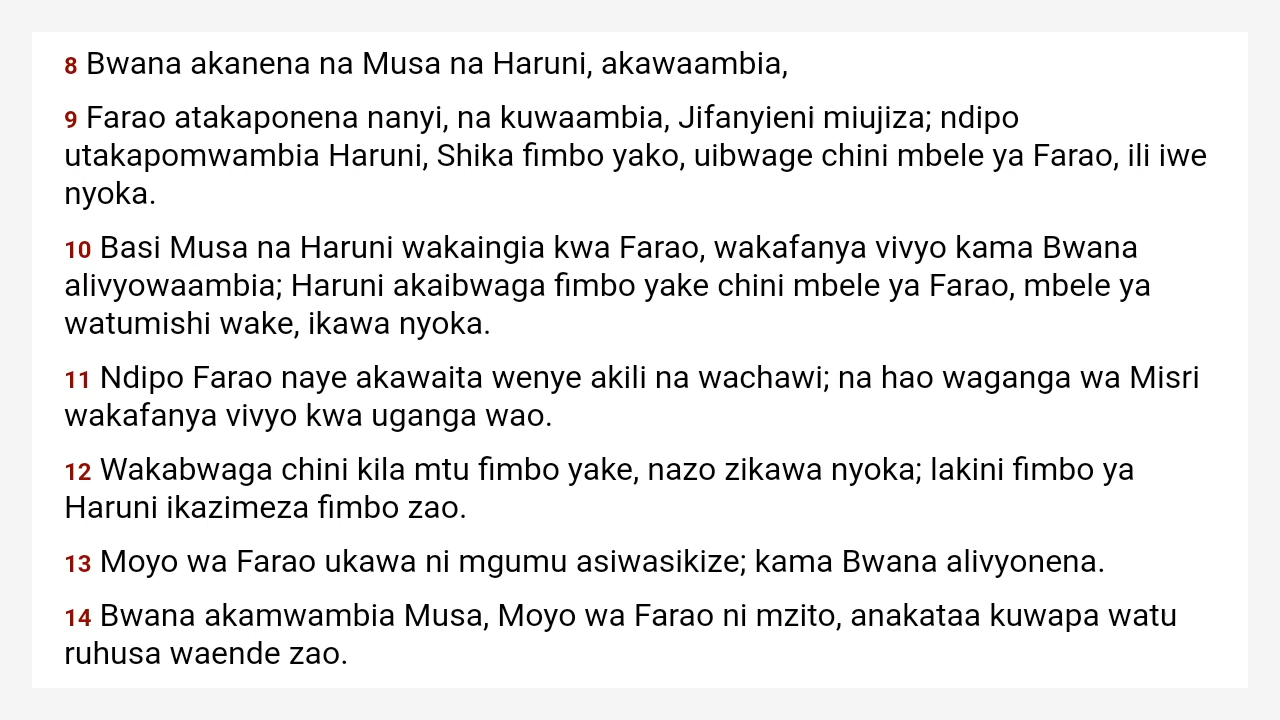 8 Bwana akanena na Musa na Haruni, akawaambia,
9 Farao atakaponena nanyi, na kuwaambia, Jifanyieni miujiza; ndipo
utakapomwambia Haruni, Shika fimbo yako, uibwage chini mbele ya Farao, ili iwe
nyoka.
10 Basi Musa na Haruni wakaingia kwa Farao, wakafanya vivyo kama Bwana
alivyowaambia; Haruni akaibwaga fimbo yake chini mbele ya Farao, mbele ya
watumishi wake, ikawa nyoka.
11 Ndipo Farao naye akawaita wenye akili na wachawi; na hao waganga wa Misri
wakafanya vivyo kwa uganga wao.
12 Wakabwaga chini kila mtu fimbo yake, nazo zikawa nyoka; lakini fimbo ya
Haruni ikazimeza fimbo zao.
13 Moyo wa Farao ukawa ni mgumu asiwasikize; kama Bwana alivyonena.
14 Bwana akamwambia Musa, Moyo wa Farao ni mzito, anakataa kuwapa watu
ruhusa waende zao.